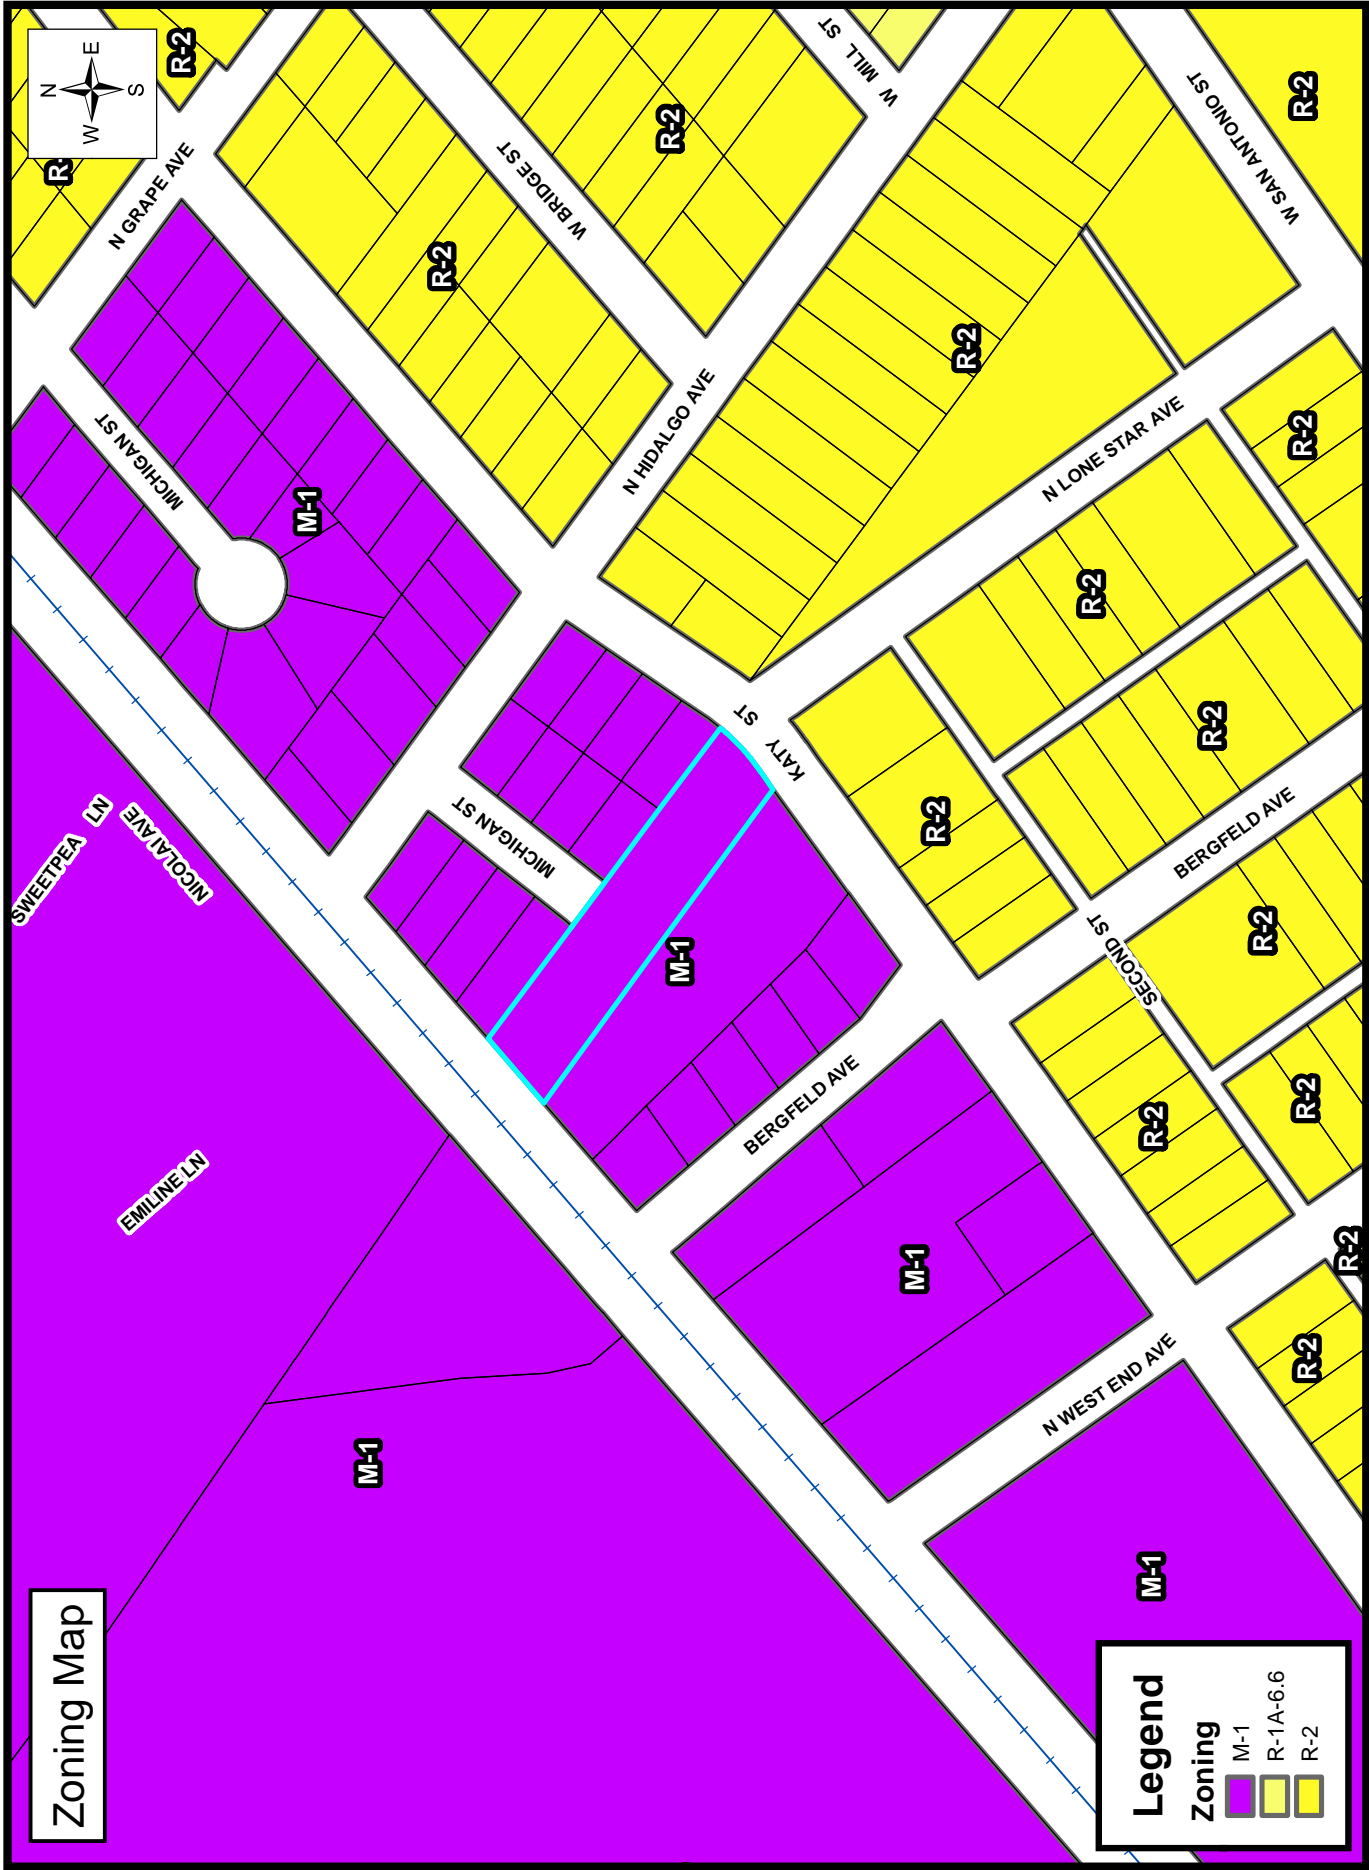 Zoning Map
N
W
E
S
SWEETPEA LN
NICOLAI AVE
EMILINE LN
M-1
R-
R-2
N GRAPE AVE
MICHIGAN ST
M-1
R-2
W BRIDGE ST
R-2
W MILL ST
N HIDALGO AVE
MICHIGAN ST
M-1
KATY ST
R-2
W SAN ANTONIO ST
R-2
N LONE STAR AVE
R-2
R-2
R-2
R-2
BERGFELD AVE
SECOND ST
R-2
R-2
R-2
BERGFELD AVE
M-1
N WEST END AVE
R-2
R-2
M-1
Legend
Zoning
M-1
R-1A-6.6
R-2